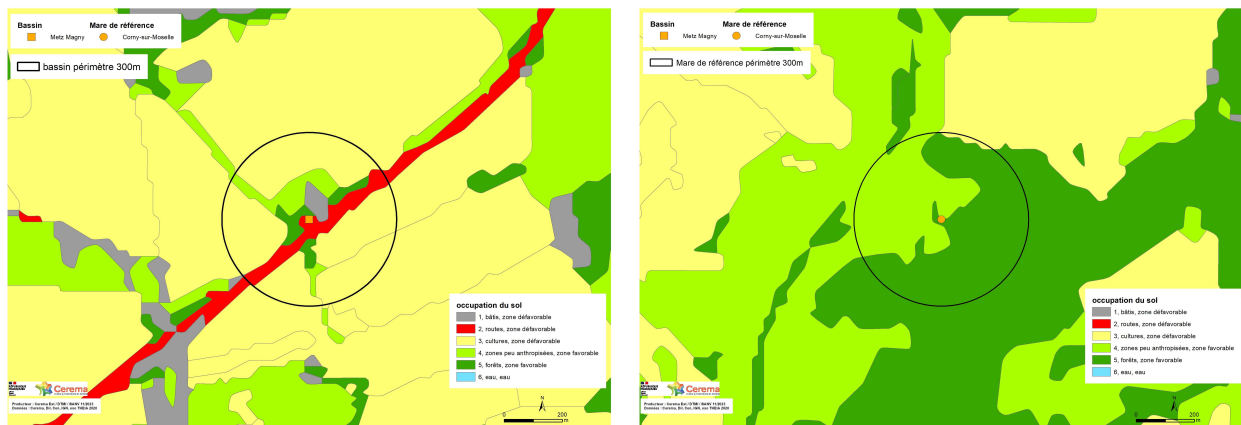 Bassin
Mare de référence
Metz Magny
Corny-sur-Moselle
bassin périmètre 300m
occupation du sol
1, bâtis, zone défavorable
2, routes, zone défavorable
3, cultures, zone défavorable
4, zones peu anthropisées, zone favorable
5, forêts, zone favorable
6, eau, eau
Cerema
N
0 200
m
Bassin
Mare de référence
Metz Magny
Corny-sur-Moselle
Mare de référence périmètre 300m
occupation du sol
1, bâtis, zone défavorable
2, routes, zone défavorable
3, cultures, zone défavorable
4, zones peu anthropisées, zone favorable
5, forêts, zone favorable
6, eau, eau
Cerema
N
0 200
m